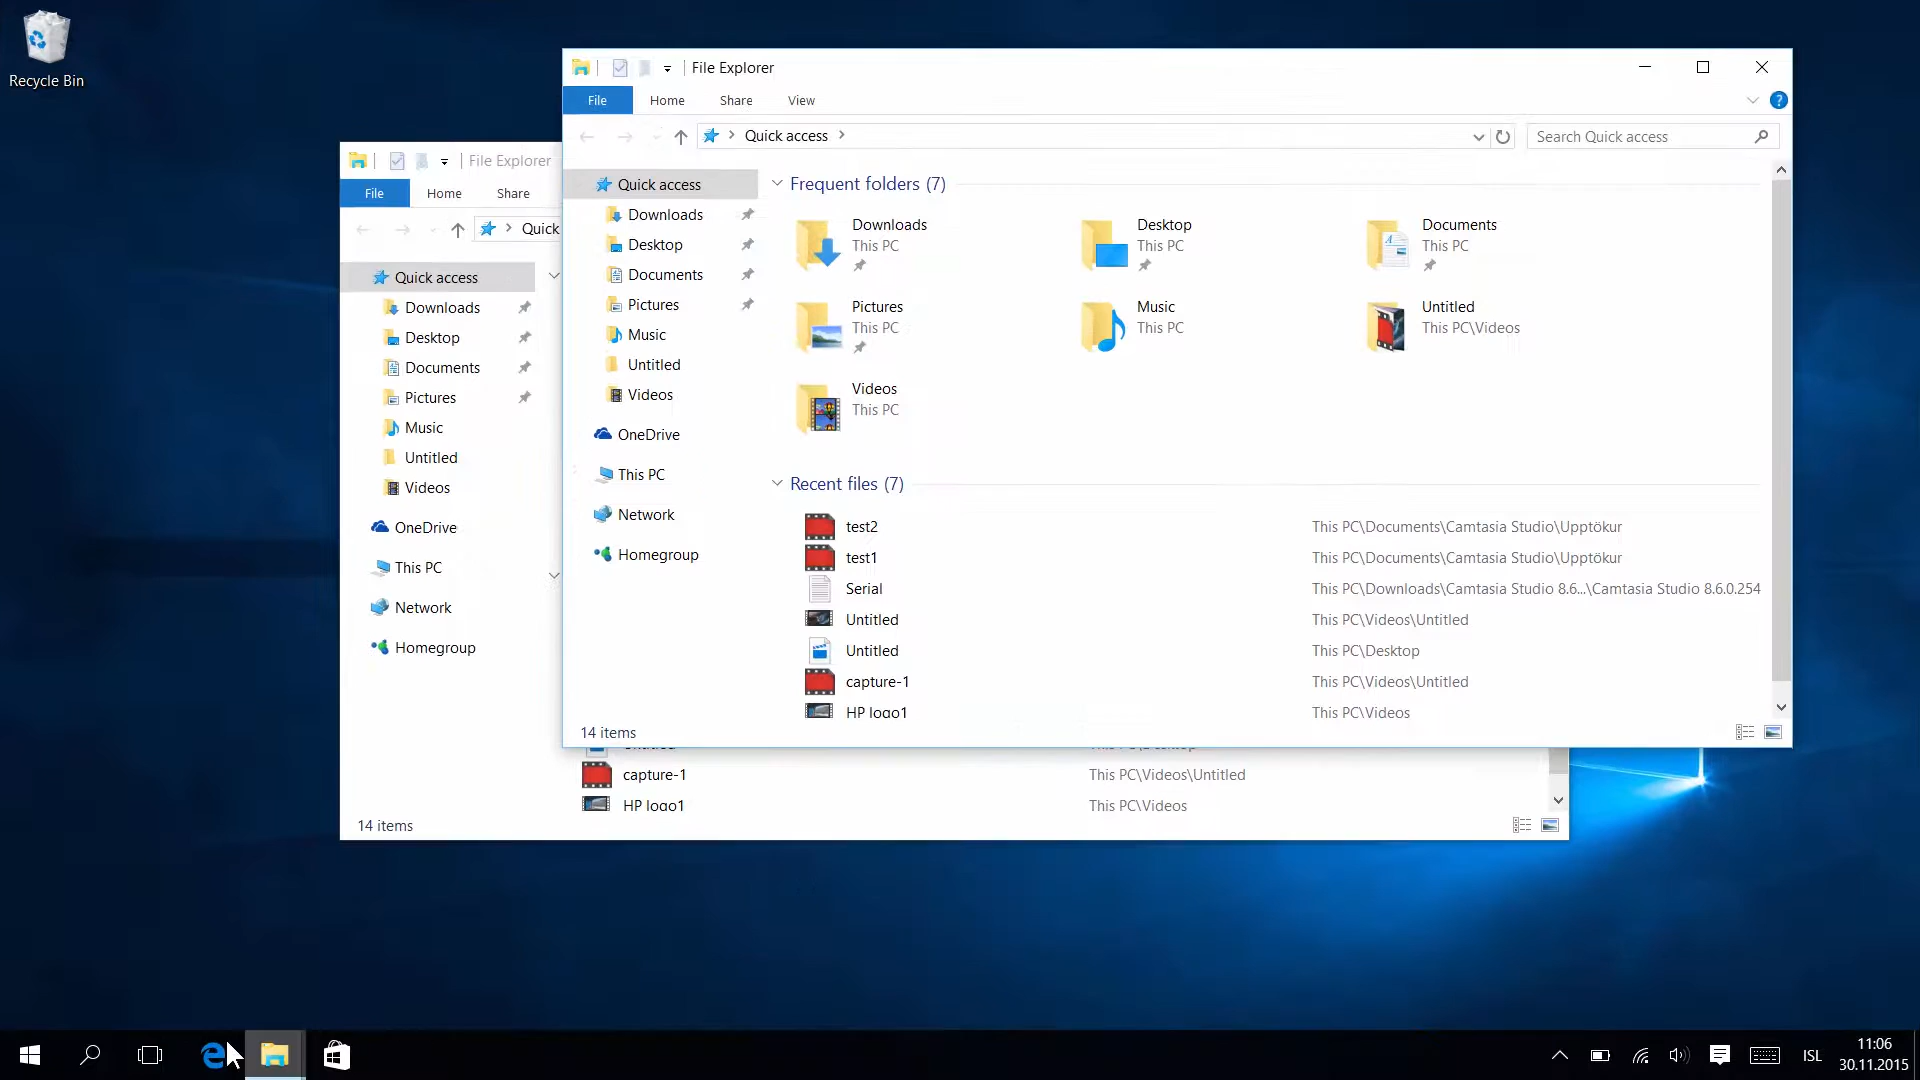 Recycle Bin
File Explorer
File
Home
Share
View
Quick access
Search Quick access
Quick access
Downloads
Desktop
Documents
Pictures
Music
Untitled
Videos
OneDrive
This PC
Network
Homegroup
Frequent folders (7)
Downloads
This PC
Desktop
This PC
Documents
This PC
Pictures
This PC
Music
This PC
Untitled
This PC\Videos
Videos
This PC
Recent files (7)
test2 This PC\Documents\Camtasia Studio\Upptökur
test1 This PC\Documents\Camtasia Studio\Upptökur
Serial This PC\Downloads\Camtasia Studio 8.6...\Camtasia Studio 8.6.0.254
Untitled This PC\Videos\Untitled
Untitled This PC\Desktop
capture-1 This PC\Videos\Untitled
HP logo1 This PC\Videos
14 items
File Explorer
File
Home
Share
Quick
Quick access
Downloads
Desktop
Documents
Pictures
Music
Untitled
Videos
OneDrive
This PC
Network
Homegroup
capture-1 This PC\Videos\Untitled
HP logo1 This PC\Videos
14 items
ISL
11:06
30.11.2015